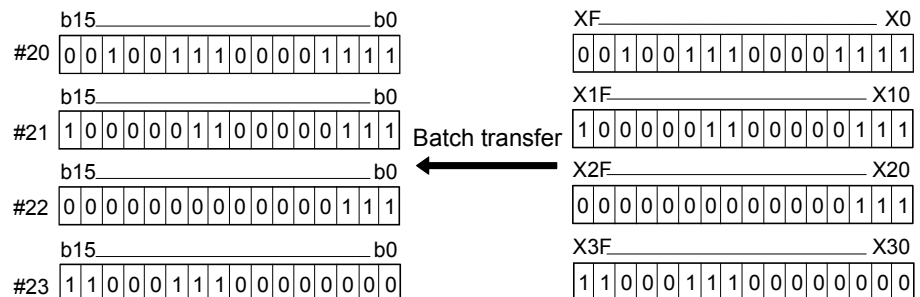 b15 b0 XF X0
#20 0 0 1 0 0 1 1 1 0 0 0 0 1 1 1 1 0 0 1 0 0 1 1 1 0 0 0 0 1 1 1 1
b15 b0 X1F X10
#21 1 0 0 0 0 0 1 1 0 0 0 0 0 1 1 1 1 0 0 0 0 0 1 1 0 0 0 0 0 1 1 1
Batch transfer
b15 b0 X2F X20
#22 0 0 0 0 0 0 0 0 0 0 0 0 0 1 1 1 0 0 0 0 0 0 0 0 0 0 0 0 0 1 1 1
b15 b0 X3F X30
#23 1 1 0 0 0 1 1 1 0 0 0 0 0 0 0 0 1 1 0 0 0 1 1 1 0 0 0 0 0 0 0 0